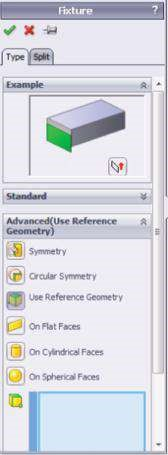 Fixture ?
Type Split
Example
Standard
Advanced(Use Reference
Geometry)
Symmetry
Circular Symmetry
Use Reference Geometry
On Flat Faces
On Cylindrical Faces
On Spherical Faces